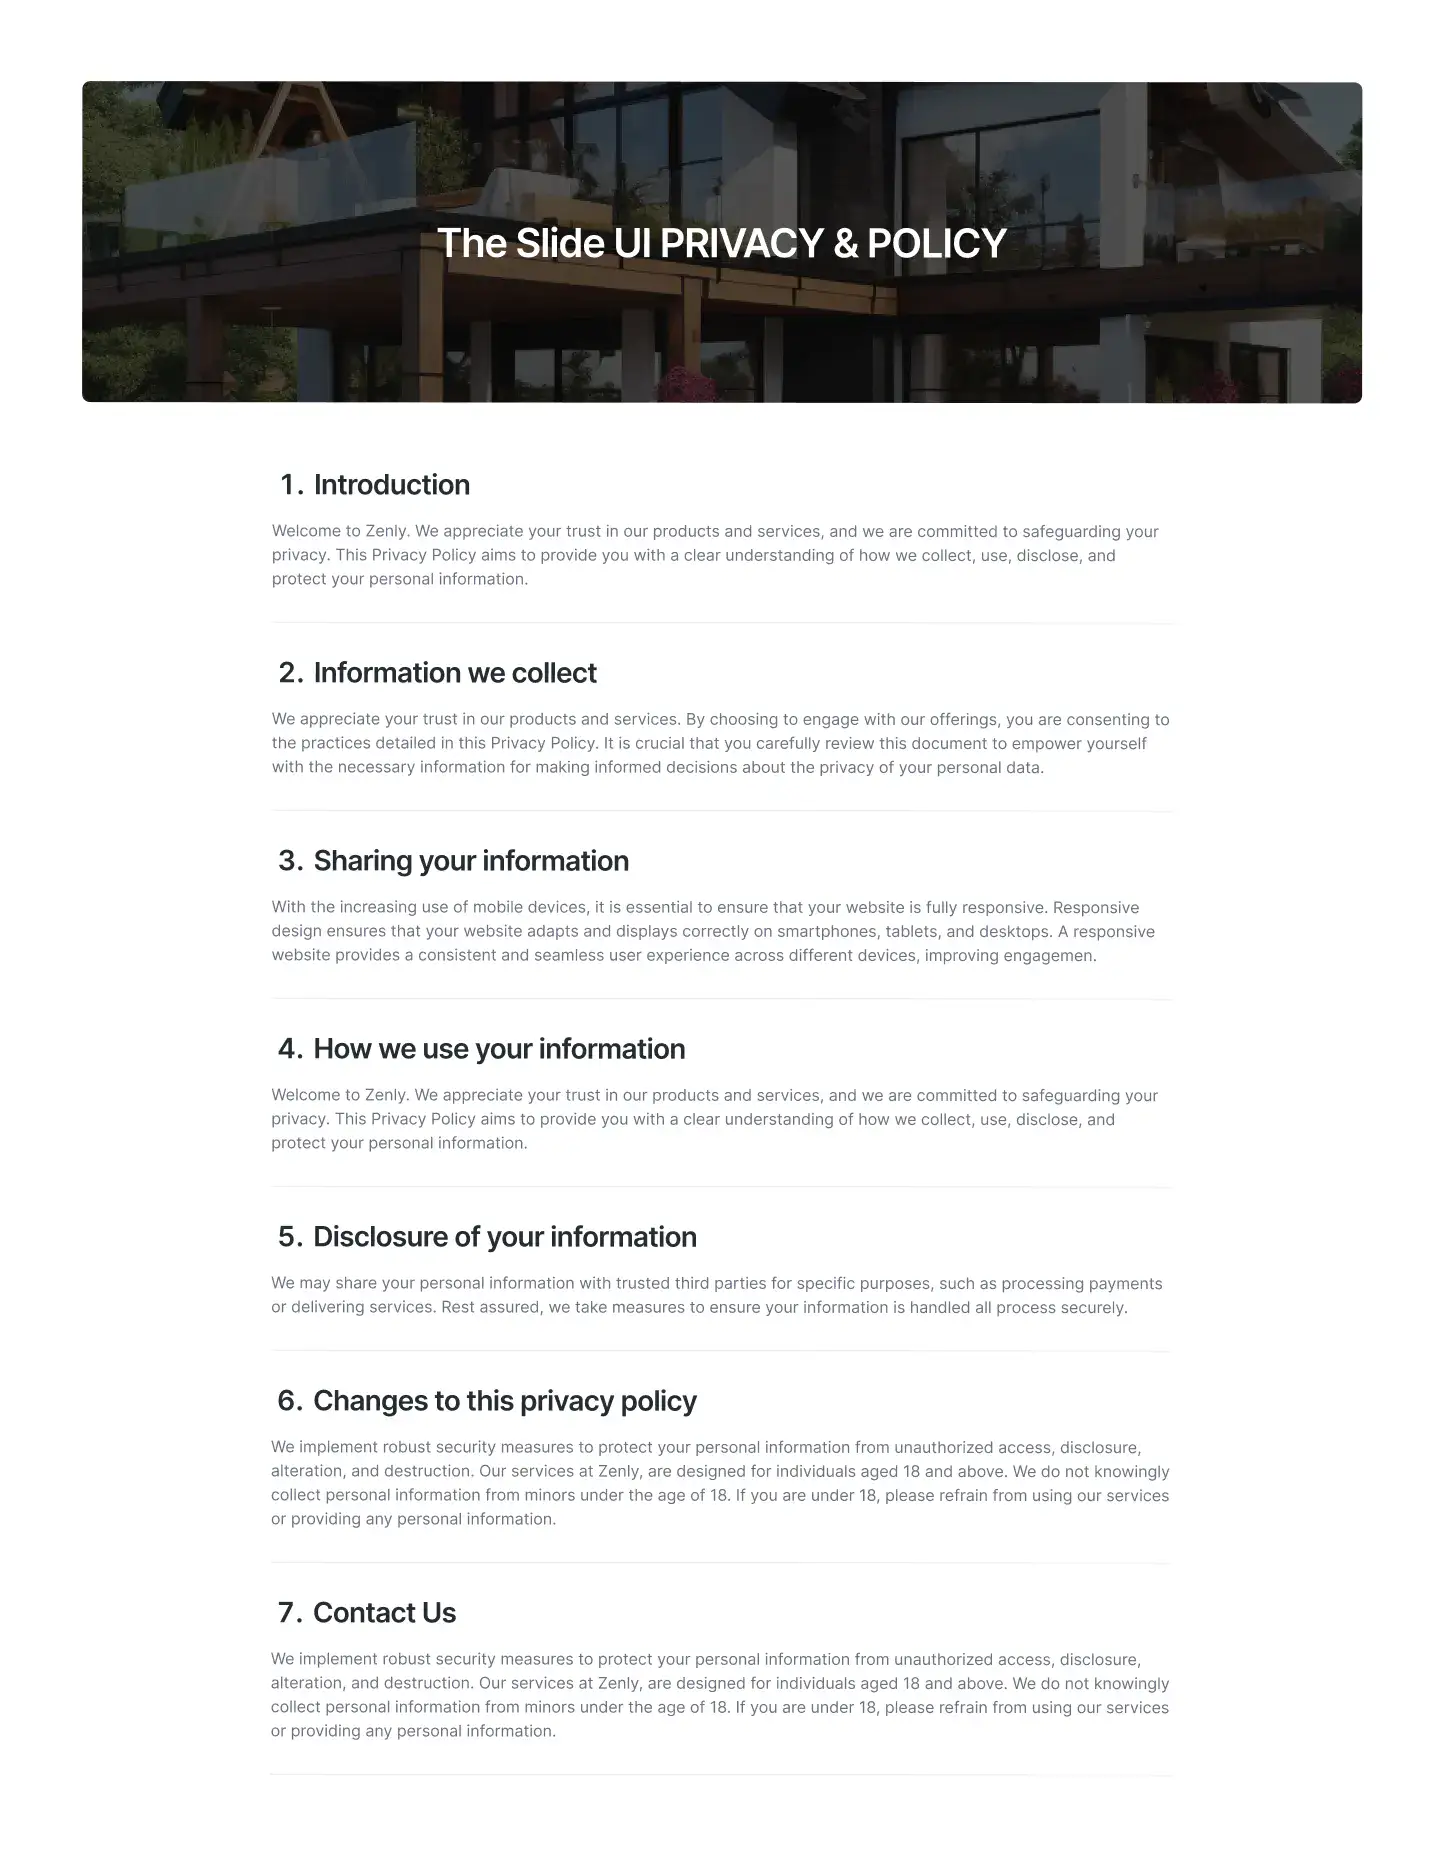 The Slide UI PRIVACY & POLICY
1. Introduction
Welcome to Zenly. We appreciate your trust in our products and services, and we are committed to safeguarding your
privacy. This Privacy Policy aims to provide you with a clear understanding of how we collect, use, disclose, and
protect your personal information.
2. Information we collect
We appreciate your trust in our products and services. By choosing to engage with our offerings, you are consenting to
the practices detailed in this Privacy Policy. It is crucial that you carefully review this document to empower yourself
with the necessary information for making informed decisions about the privacy of your personal data.
3. Sharing your information
With the increasing use of mobile devices, it is essential to ensure that your website is fully responsive. Responsive
design ensures that your website adapts and displays correctly on smartphones, tablets, and desktops. A responsive
website provides a consistent and seamless user experience across different devices, improving engagemen.
4. How we use your information
Welcome to Zenly. We appreciate your trust in our products and services, and we are committed to safeguarding your
privacy. This Privacy Policy aims to provide you with a clear understanding of how we collect, use, disclose, and
protect your personal information.
5. Disclosure of your information
We may share your personal information with trusted third parties for specific purposes, such as processing payments
or delivering services. Rest assured, we take measures to ensure your information is handled all process securely.
6. Changes to this privacy policy
We implement robust security measures to protect your personal information from unauthorized access, disclosure,
alteration, and destruction. Our services at Zenly, are designed for individuals aged 18 and above. We do not knowingly
collect personal information from minors under the age of 18. If you are under 18, please refrain from using our services
or providing any personal information.
7. Contact Us
We implement robust security measures to protect your personal information from unauthorized access, disclosure,
alteration, and destruction. Our services at Zenly, are designed for individuals aged 18 and above. We do not knowingly
collect personal information from minors under the age of 18. If you are under 18, please refrain from using our services
or providing any personal information.